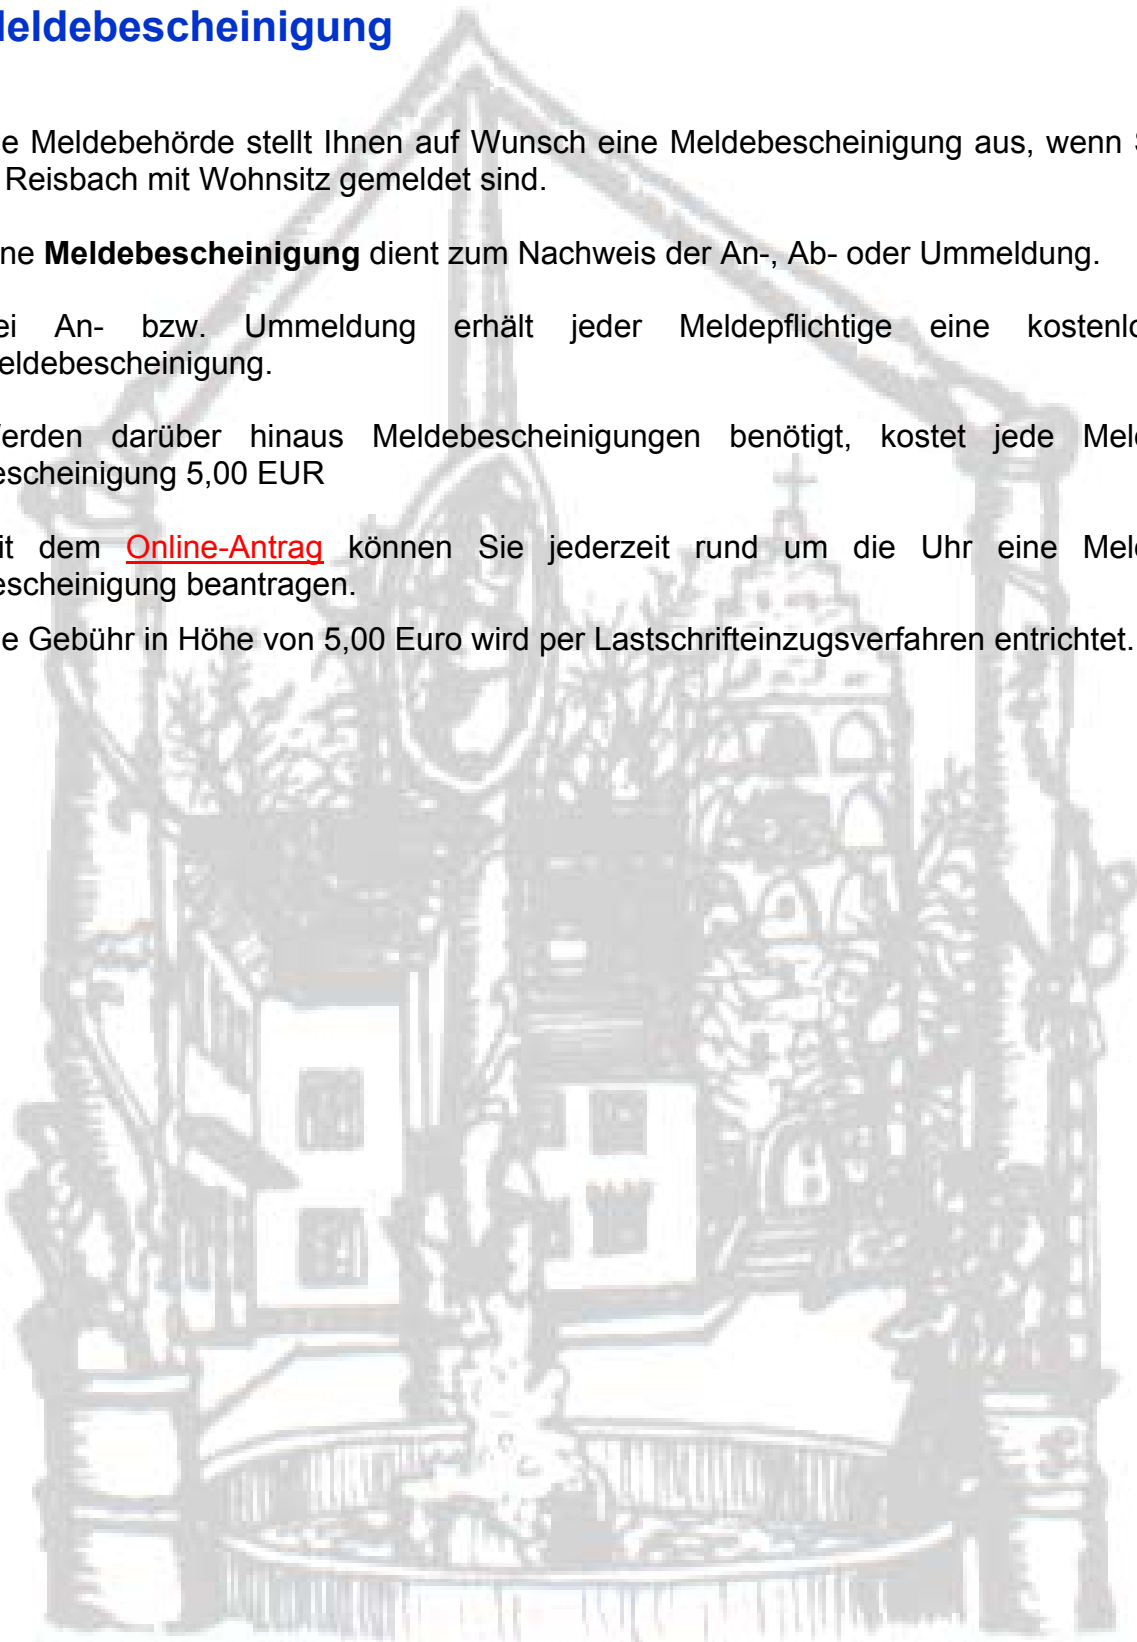 eldebescheinigung
e Meldebehörde stellt Ihnen auf Wunsch eine Meldebescheinigung aus, wenn S
Reisbach mit Wohnsitz gemeldet sind.
ne Meldebescheinigung dient zum Nachweis der An-, Ab- oder Ummeldung.
ei An- bzw. Ummeldung erhält jeder Meldepflichtige eine kostenlo
eldebescheinigung.
erden darüber hinaus Meldebescheinigungen benötigt, kostet jede Mel
escheinigung 5,00 EUR
it dem Online-Antrag können Sie jederzeit rund um die Uhr eine Mel
escheinigung beantragen.
e Gebühr in Höhe von 5,00 Euro wird per Lastschrifteinzugsverfahren entrichtet.